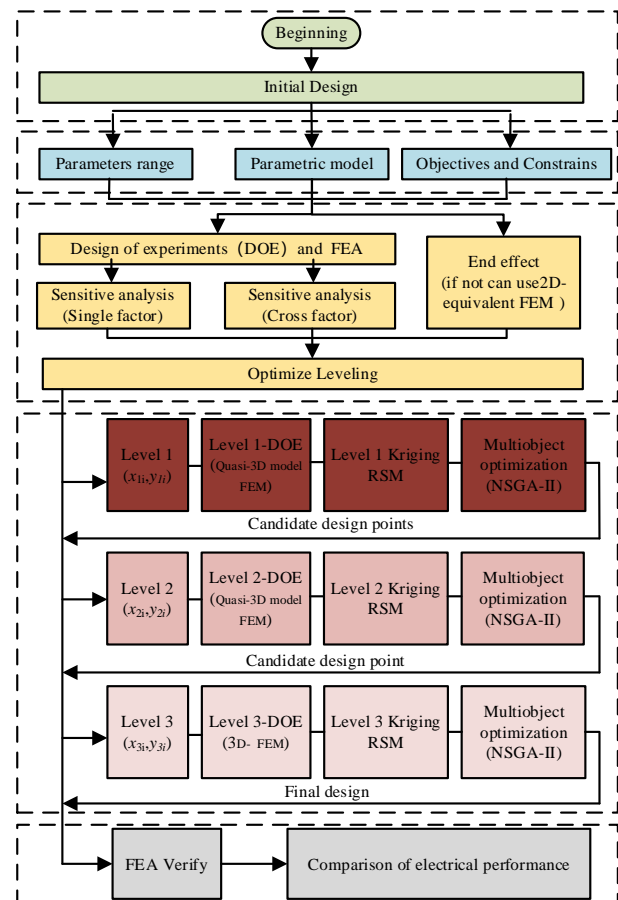 Beginning
Initial Design
Parameters range
Parametric model
Objectives and Constrains
Design of experiments (DOE) and FEA
End effect
(if not can use2D-
equivalent FEM )
Sensitive analysis
(Single factor)
Sensitive analysis
(Cross factor)
Optimize Leveling
Level 1
(x1i,y1i)
Level 1-DOE
(Quasi-3D model
FEM)
Level 1 Kriging
RSM
Multiobject
optimization
(NSGA-II)
Candidate design points
Level 2
(x2i,y2i)
Level 2-DOE
(Quasi-3D model
FEM)
Level 2 Kriging
RSM
Multiobject
optimization
(NSGA-II)
Candidate design point
Level 3
(x3i,y3i)
Level 3-DOE
(3D- FEM)
Level 3 Kriging
RSM
Multiobject
optimization
(NSGA-II)
Final design
FEA Verify
Comparison of electrical performance